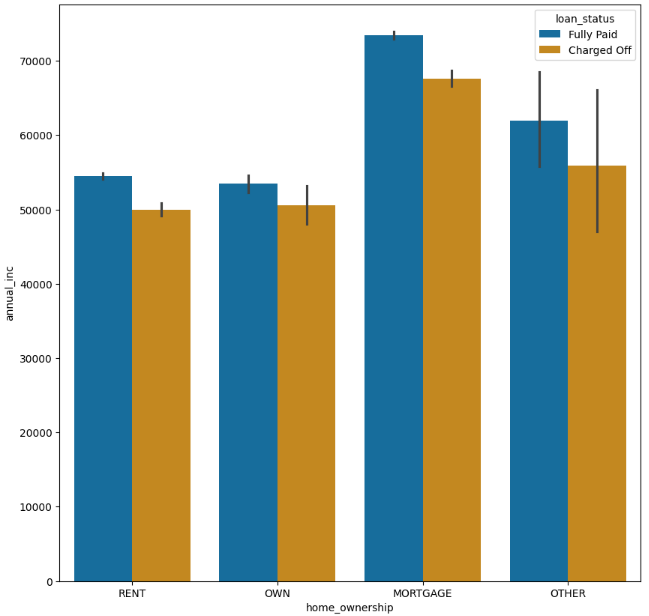 loan_status
Fully Paid
Charged Off
annual_inc
70000
60000
50000
40000
30000
20000
10000
0
RENT OWN MORTGAGE OTHER
home_ownership